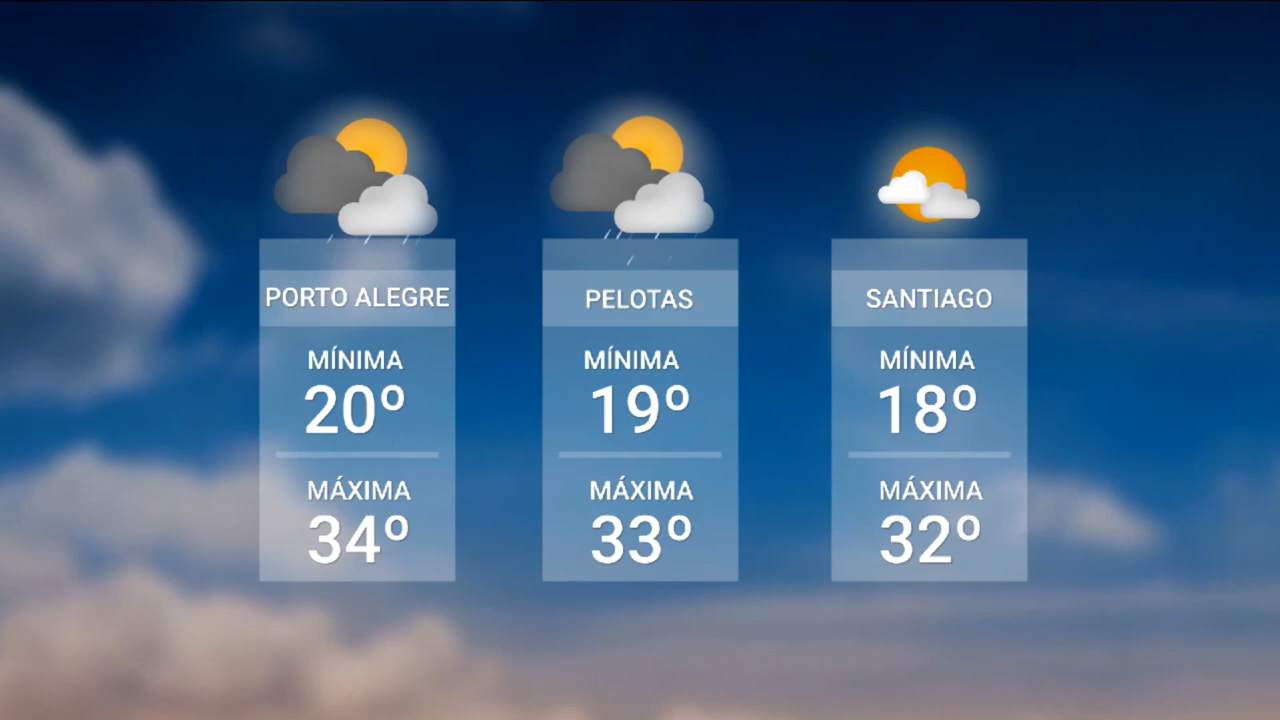 PORTO ALEGRE
MÍNIMA
20º
MÁXIMA
34º
PELOTAS
MÍNIMA
19º
MÁXIMA
33º
SANTIAGO
MÍNIMA
18º
MÁXIMA
32º